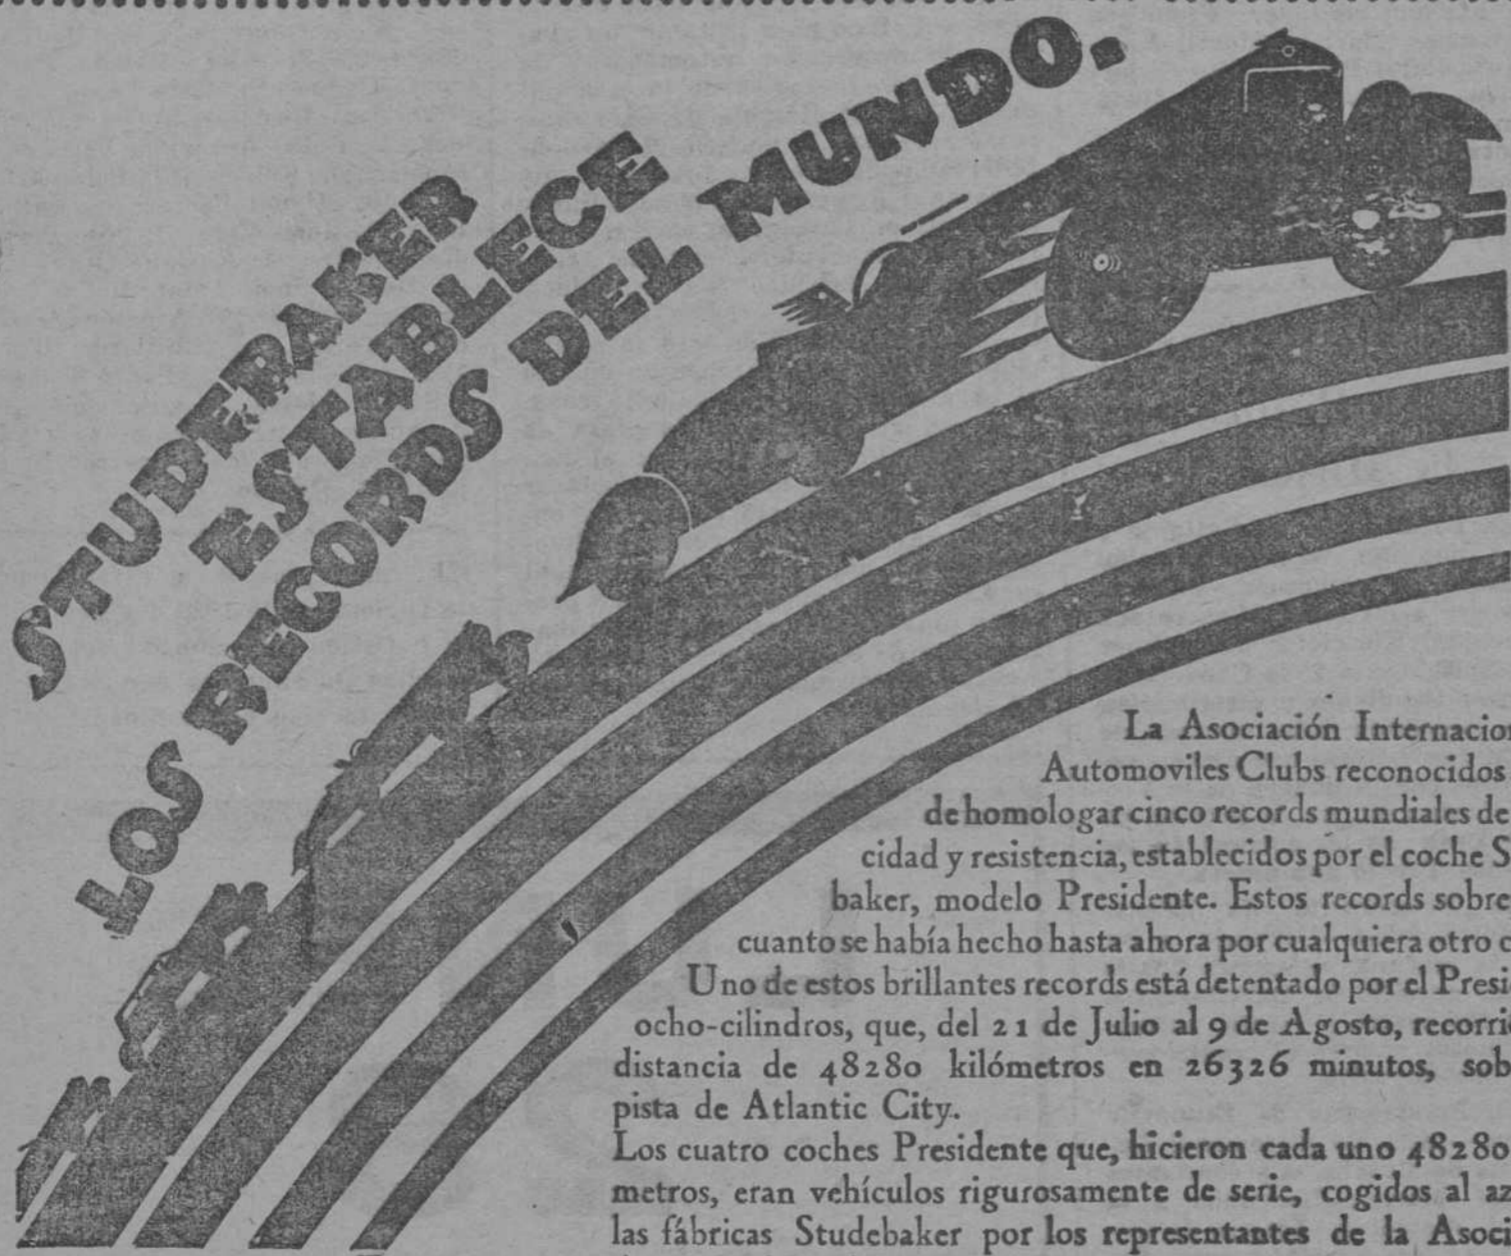 STUDEBAKER
ESTABLECE
LOS RECORDS DEL MUNDO.
La Asociación Internacion
Automoviles Clubs reconocidos
de homologar cinco records mundiales de
cidad y resistencia, establecidos por el coche S
baker, modelo Presidente. Estos records sobre
cuanto se había hecho hasta ahora por cualquiera otro c
Uno de estos brillantes records está detentado por el Presi
ocho-cilindros, que, del 21 de Julio al 9 de Agosto, recorri
distancia de 48280 kilómetros en 26326 minutos, sob
pista de Atlantic City.
Los cuatro coches Presidente que, hicieron cada uno 48280
metros, eran vehículos rigurosamente de serie, cogidos al az
las fábricas Studebaker por los representantes de la Asoci